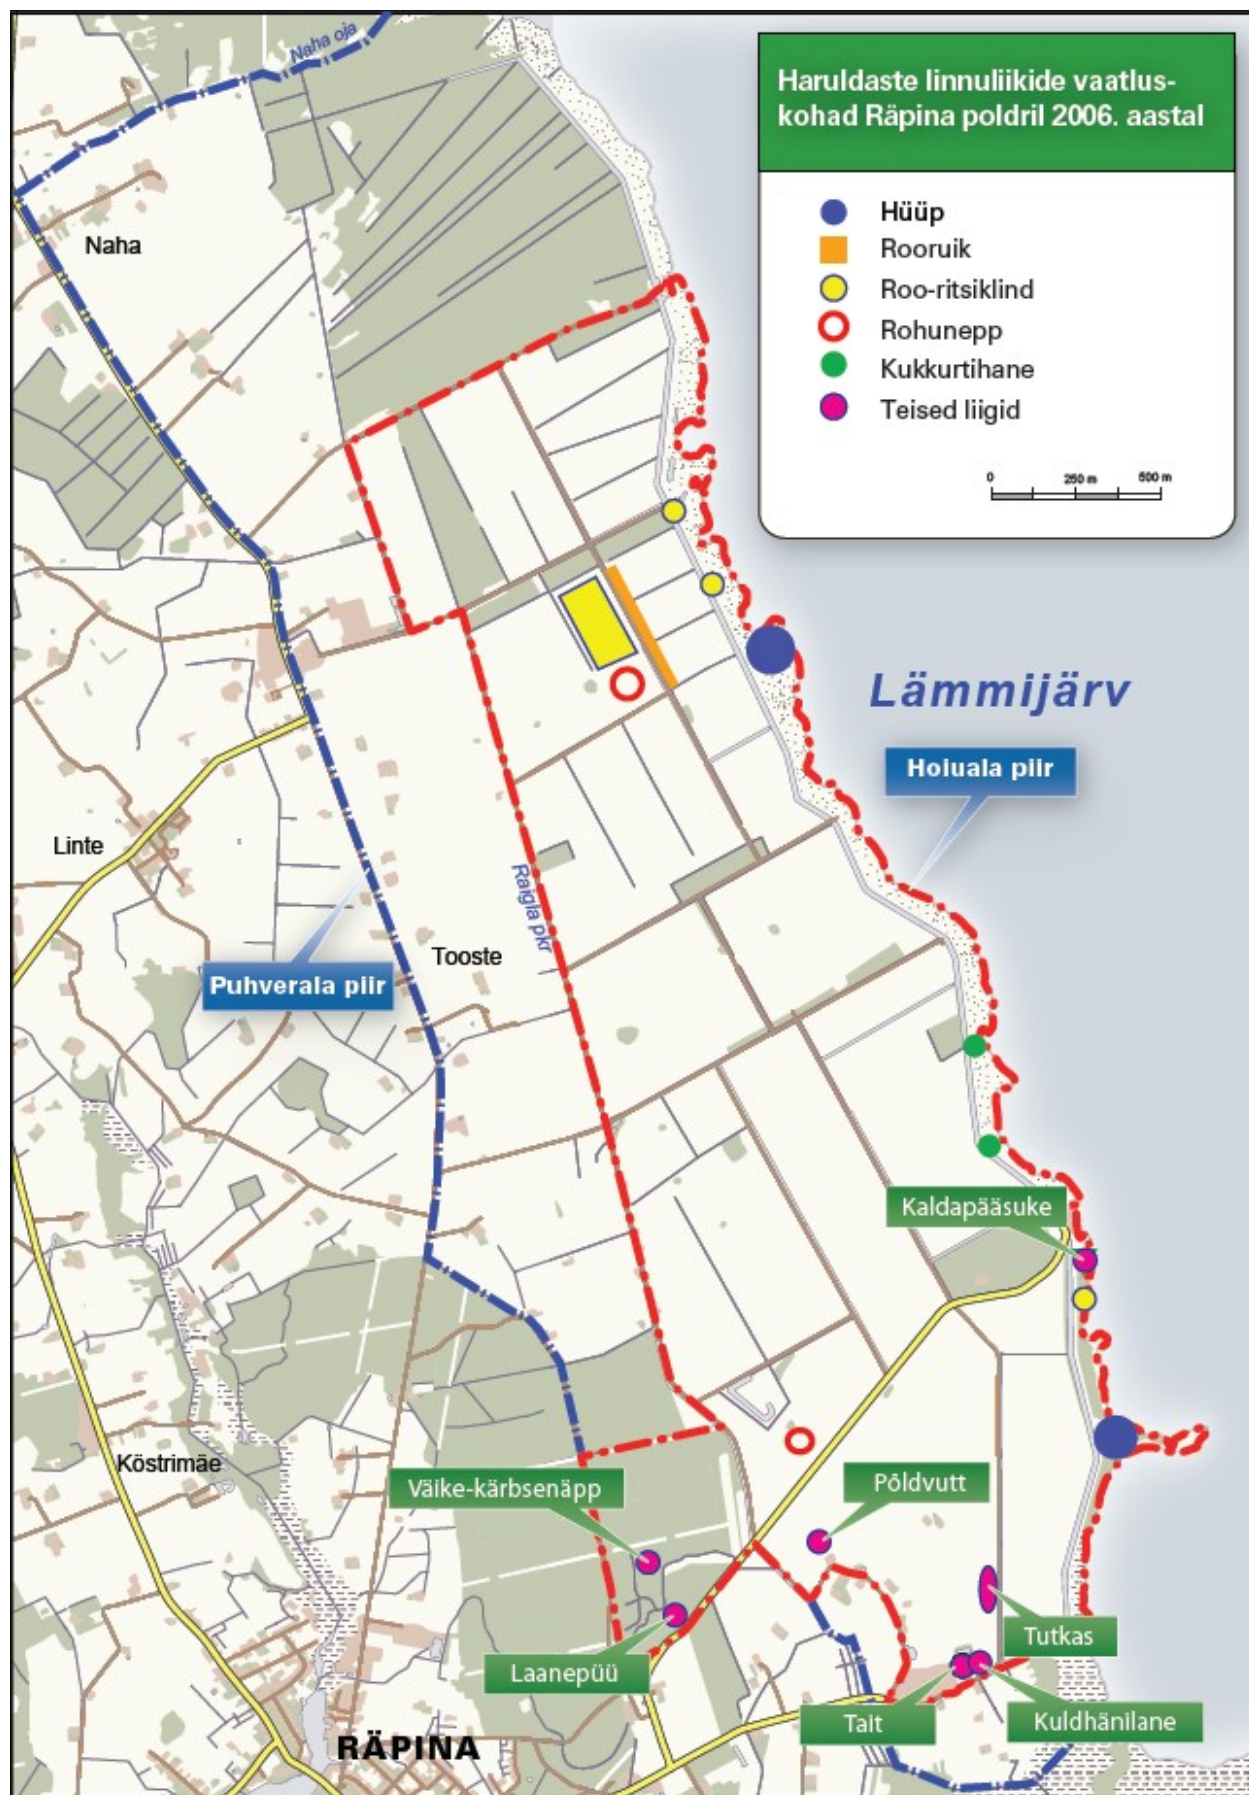 Naha oja
Haruldaste linnuliikide vaatlus-
kohad Räpina poldril 2006. aastal
Hüüp
Rooruik
Roo-ritsiklind
Rohunepp
Kukkurtihane
Teised liigid
0 250 m 500 m
Naha
Lämmijärv
Hoiuala piir
Linte
Raigla pkr
Tooste
Puhverala piir
Kaldapääsuke
Köstrimäe
Väike-kärbsenäpp
Põldvutt
Tutkas
Laanepüü
Tait
Kuldhänilane
RÄPINA